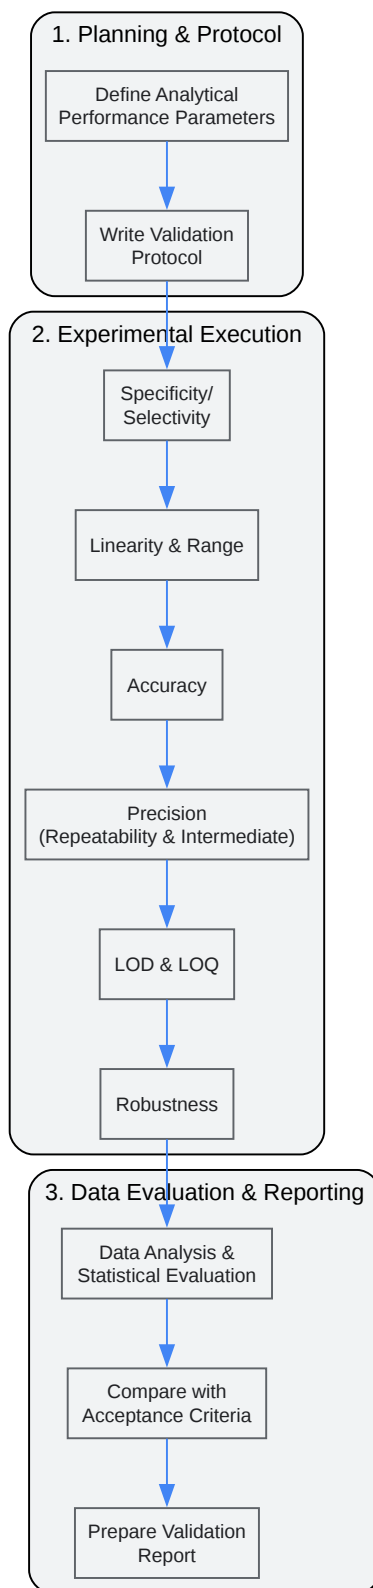 1. Planning & Protocol
Define Analytical
Performance Parameters
Write Validation
Protocol
2. Experimental Execution
Specificity/
Selectivity
Linearity & Range
Accuracy
Precision
(Repeatability & Intermediate)
LOD & LOQ
Robustness
3. Data Evaluation & Reporting
Data Analysis &
Statistical Evaluation
Compare with
Acceptance Criteria
Prepare Validation
Report